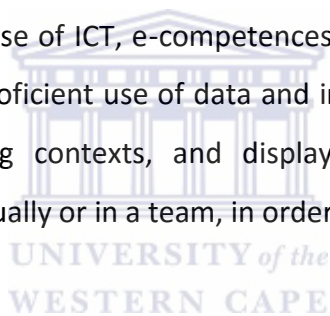 se of ICT, e-competences
oficient use of data and i
g contexts, and display
ually or in a team, in order
UNIVERSITY of the
WESTERN CAPE